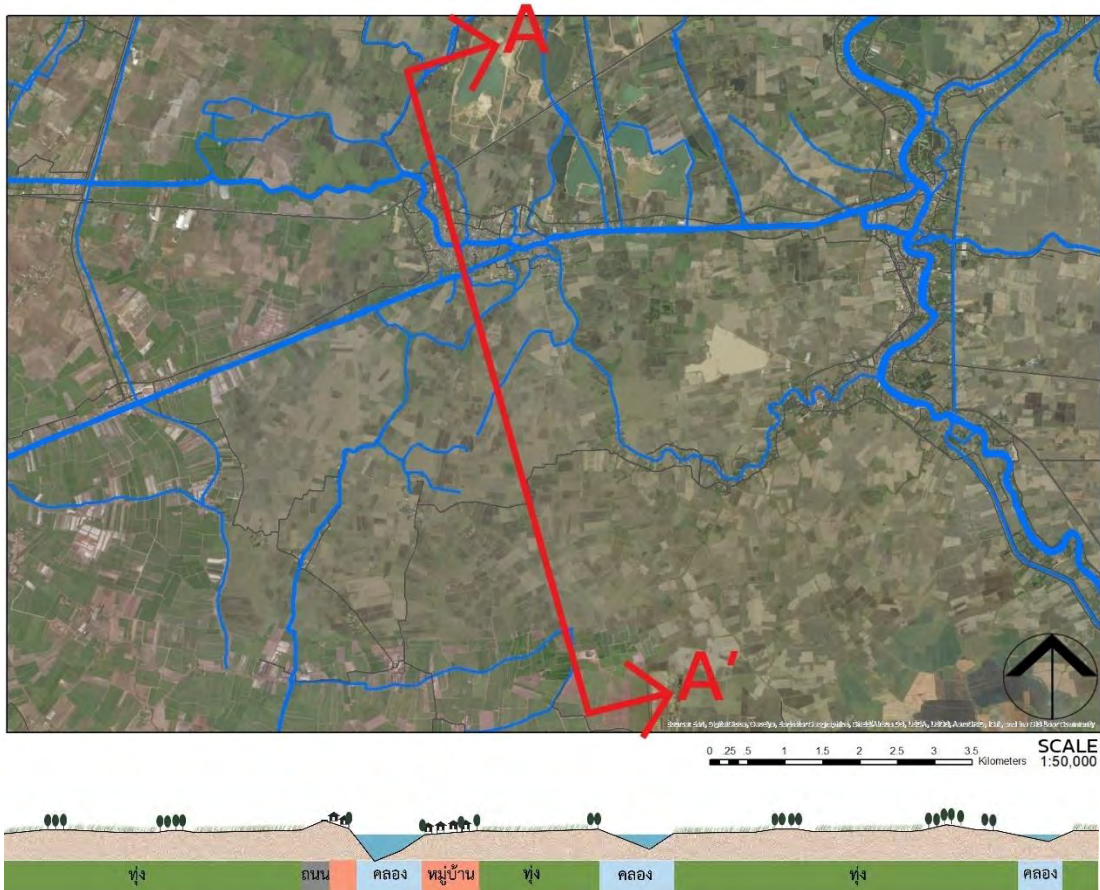 A
A'
SCALE
1:50,000
0 .25 .5 1 1.5 2 2.5 3 3.5 Kilometers
ทุ่ง ถนน คลอง หมู่บ้าน ทุ่ง คลอง ทุ่ง คลอง